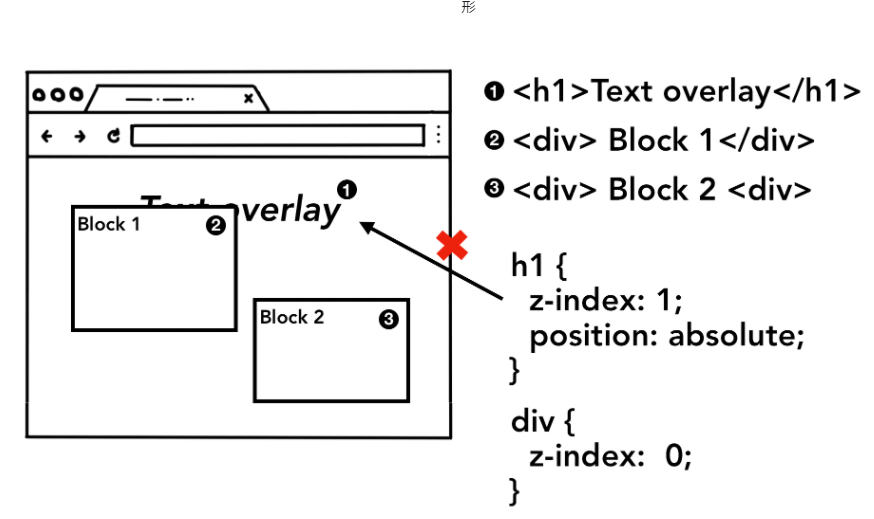 形
❶ <h1>Text overlay</h1>
❷ <div> Block 1</div>
❸ <div> Block 2 <div>
Text overlay ❶
Block 1 ❷
Block 2 ❸
h1 {
z-index: 1;
position: absolute;
}
div {
z-index: 0;
}